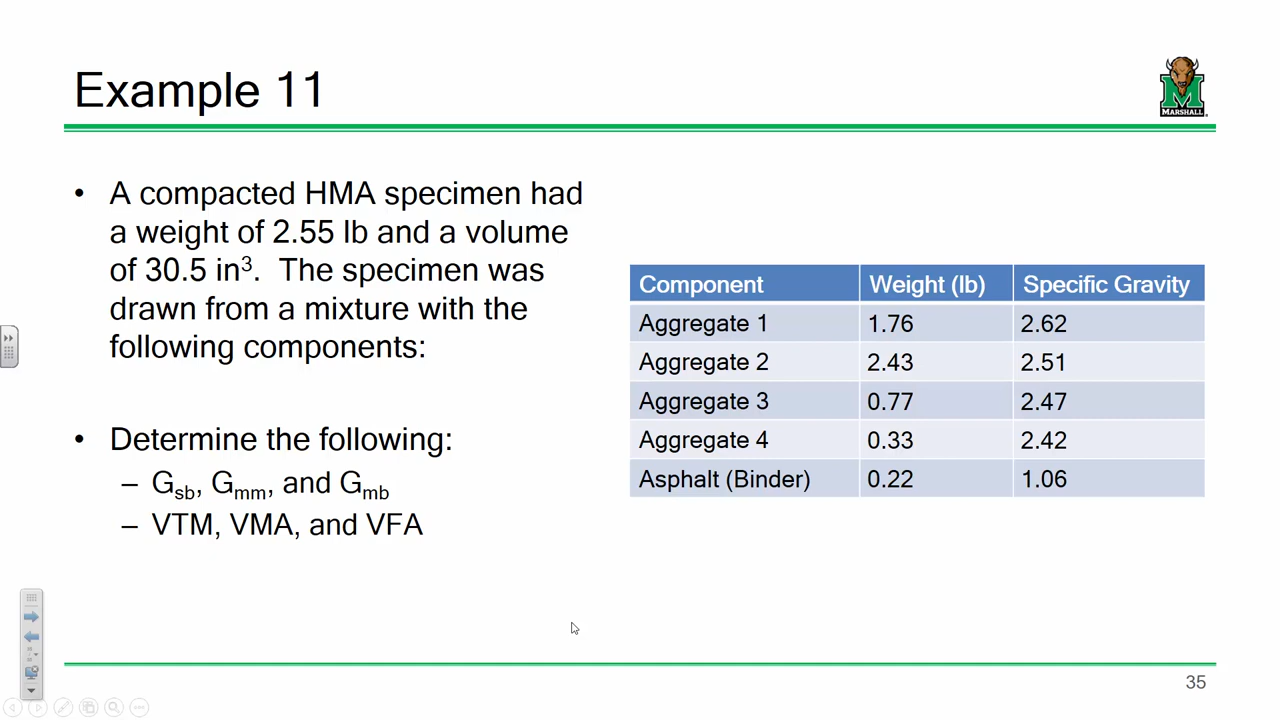 Example 11
MARSHALL
• A compacted HMA specimen had
a weight of 2.55 lb and a volume
of 30.5 in³. The specimen was
drawn from a mixture with the
following components:
• Determine the following:
– Gsb, Gmm, and Gmb
– VTM, VMA, and VFA
Component Weight (lb) Specific Gravity
Aggregate 1 1.76 2.62
Aggregate 2 2.43 2.51
Aggregate 3 0.77 2.47
Aggregate 4 0.33 2.42
Asphalt (Binder) 0.22 1.06
35